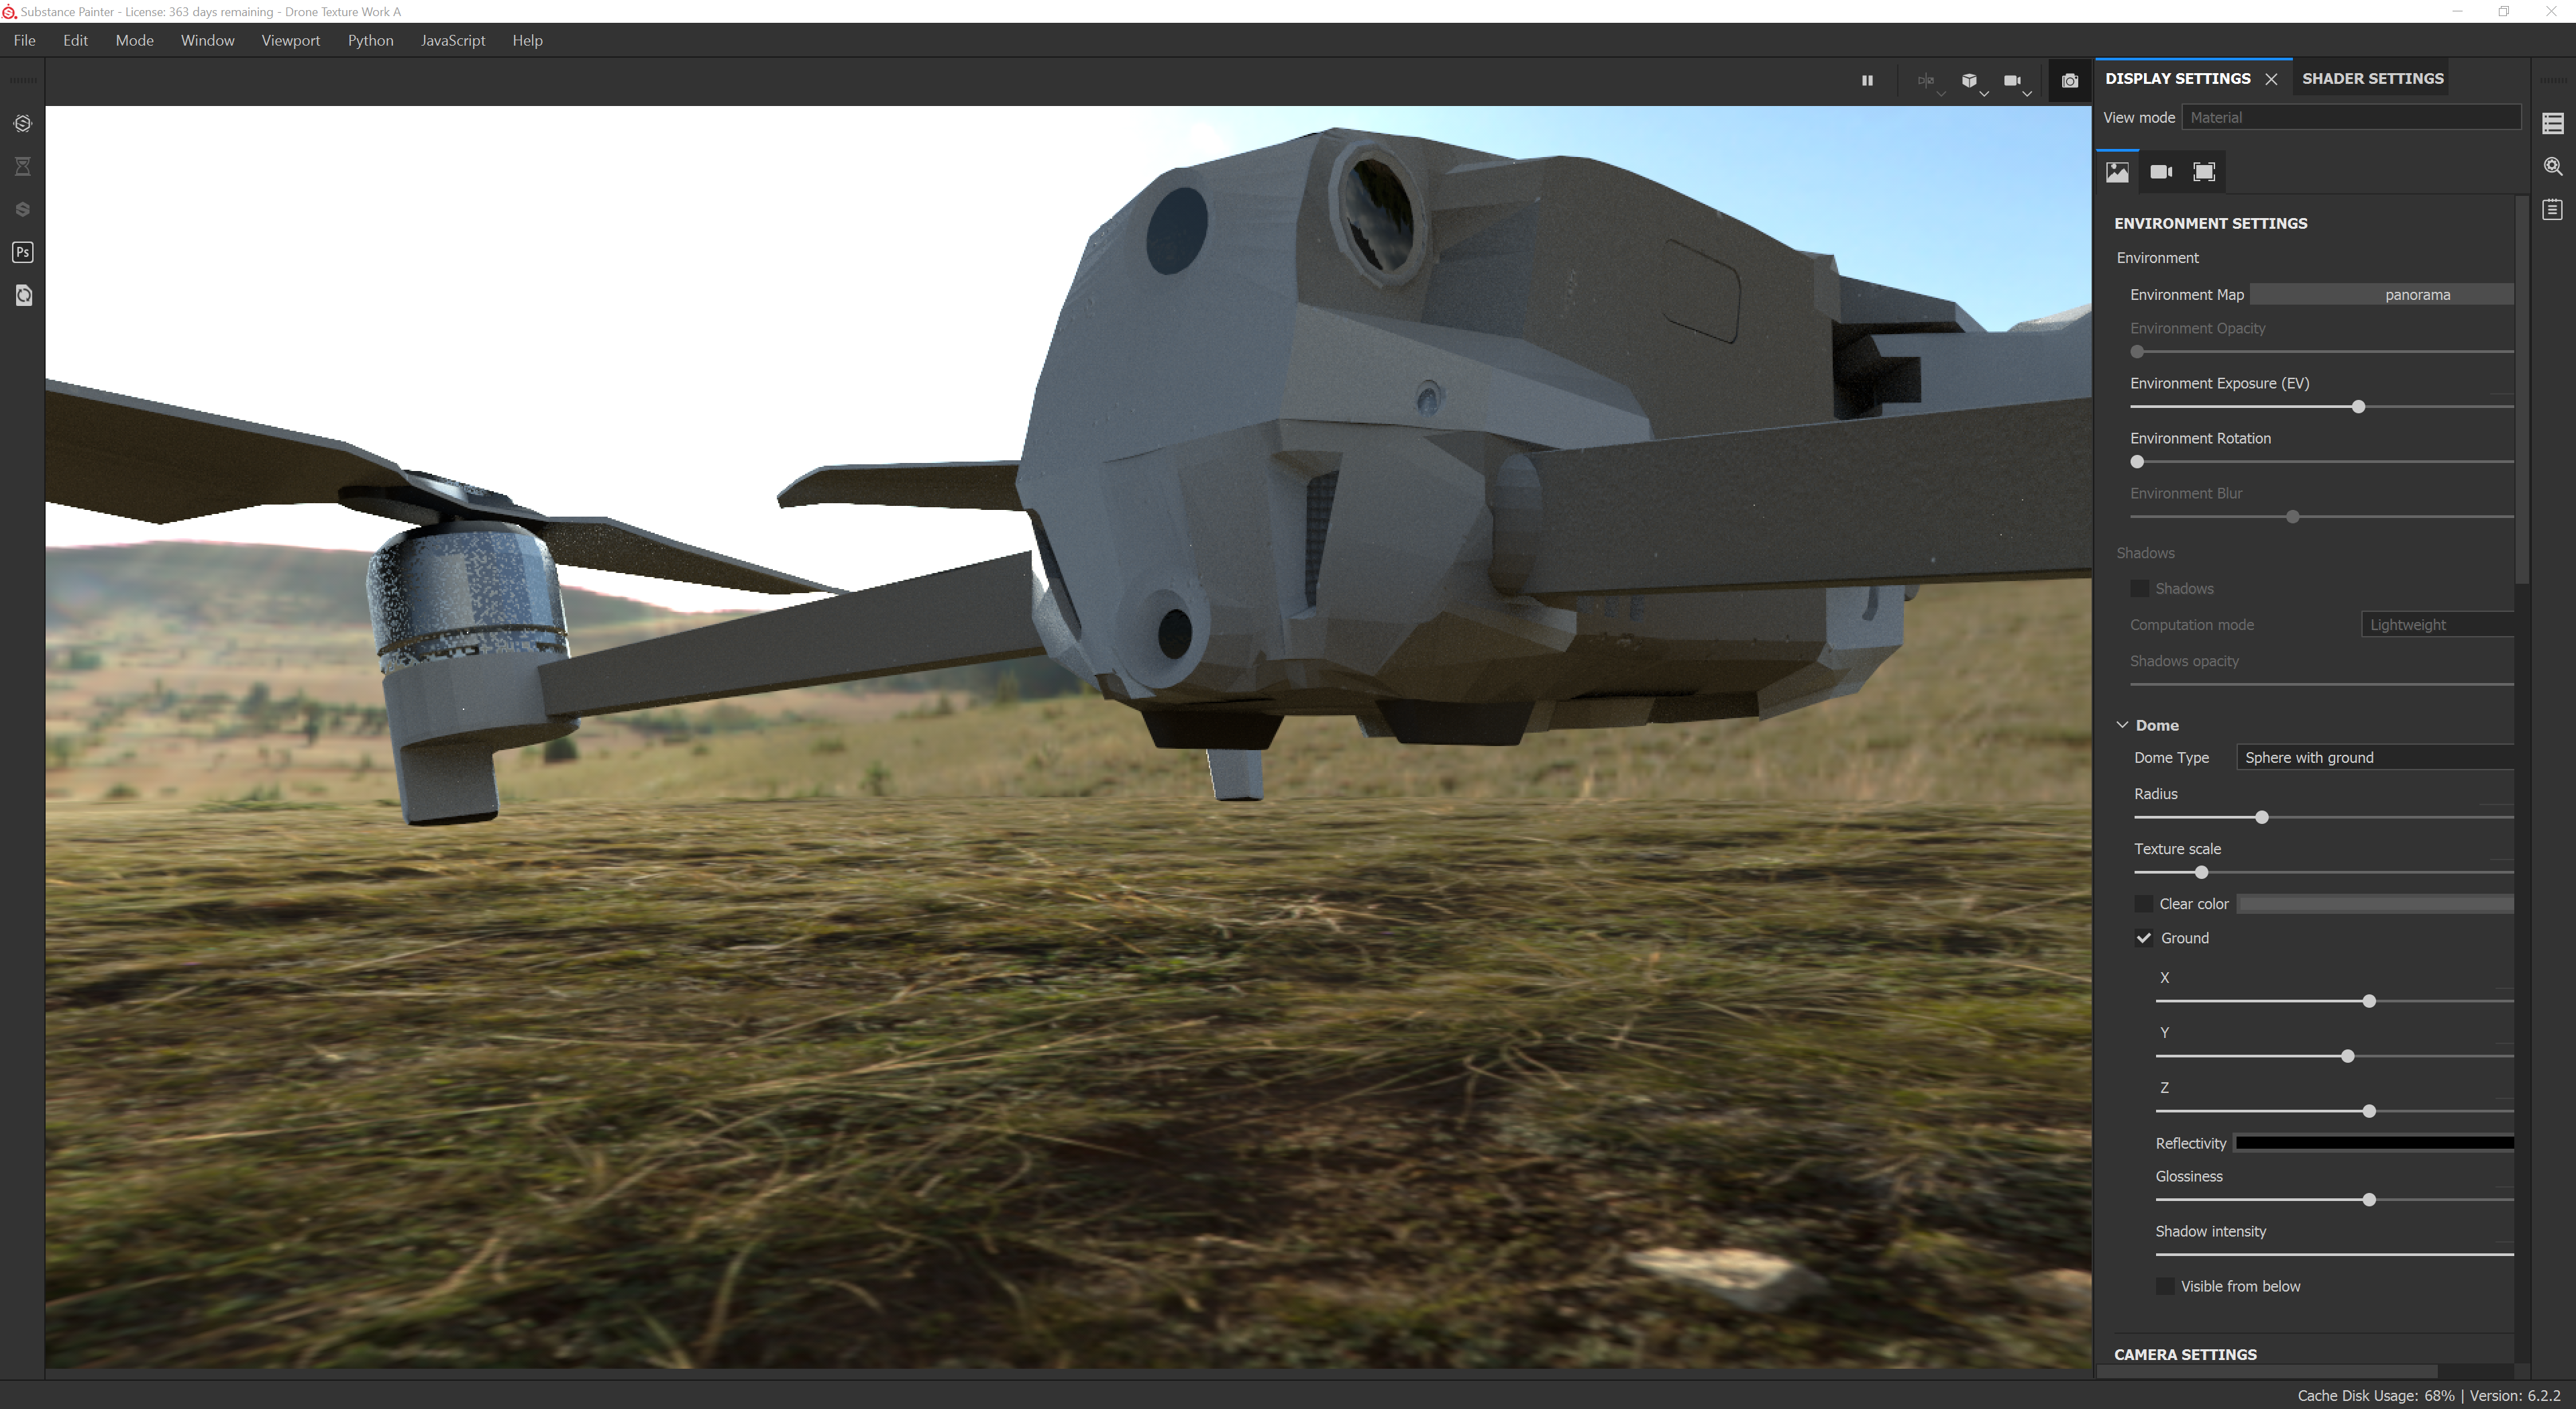 Substance Painter - License: 363 days remaining - Drone Texture Work A
File Edit Mode Window Viewport Python JavaScript Help
DISPLAY SETTINGS SHADER SETTINGS
View mode Material
Ps
ENVIRONMENT SETTINGS
Environment
Environment Map panorama
Environment Opacity
Environment Exposure (EV)
Environment Rotation
Environment Blur
Shadows
Shadows
Computation mode Lightweight
Shadows opacity
Dome
Dome Type Sphere with ground
Radius
Texture scale
Clear color
Ground
X
Y
Z
Reflectivity
Glossiness
Shadow intensity
Visible from below
CAMERA SETTINGS
Cache Disk Usage: 68% | Version: 6.2.2